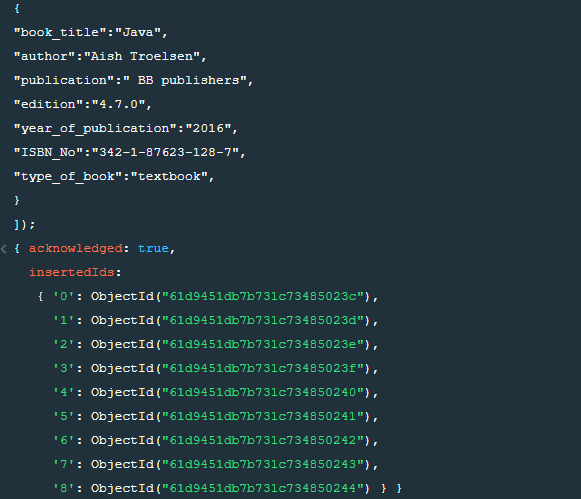 {
"book_title":"Java",
"author":"Aish Troelsen",
"publication":" BB publishers",
"edition":"4.7.0",
"year_of_publication":"2016",
"ISBN_No":"342-1-87623-128-7",
"type_of_book":"textbook",
}
]);
< { acknowledged: true,
insertedIds:
{ '0': ObjectId("61d9451db7b731c73485023c"),
'1': ObjectId("61d9451db7b731c73485023d"),
'2': ObjectId("61d9451db7b731c73485023e"),
'3': ObjectId("61d9451db7b731c73485023f"),
'4': ObjectId("61d9451db7b731c734850240"),
'5': ObjectId("61d9451db7b731c734850241"),
'6': ObjectId("61d9451db7b731c734850242"),
'7': ObjectId("61d9451db7b731c734850243"),
'8': ObjectId("61d9451db7b731c734850244") } }